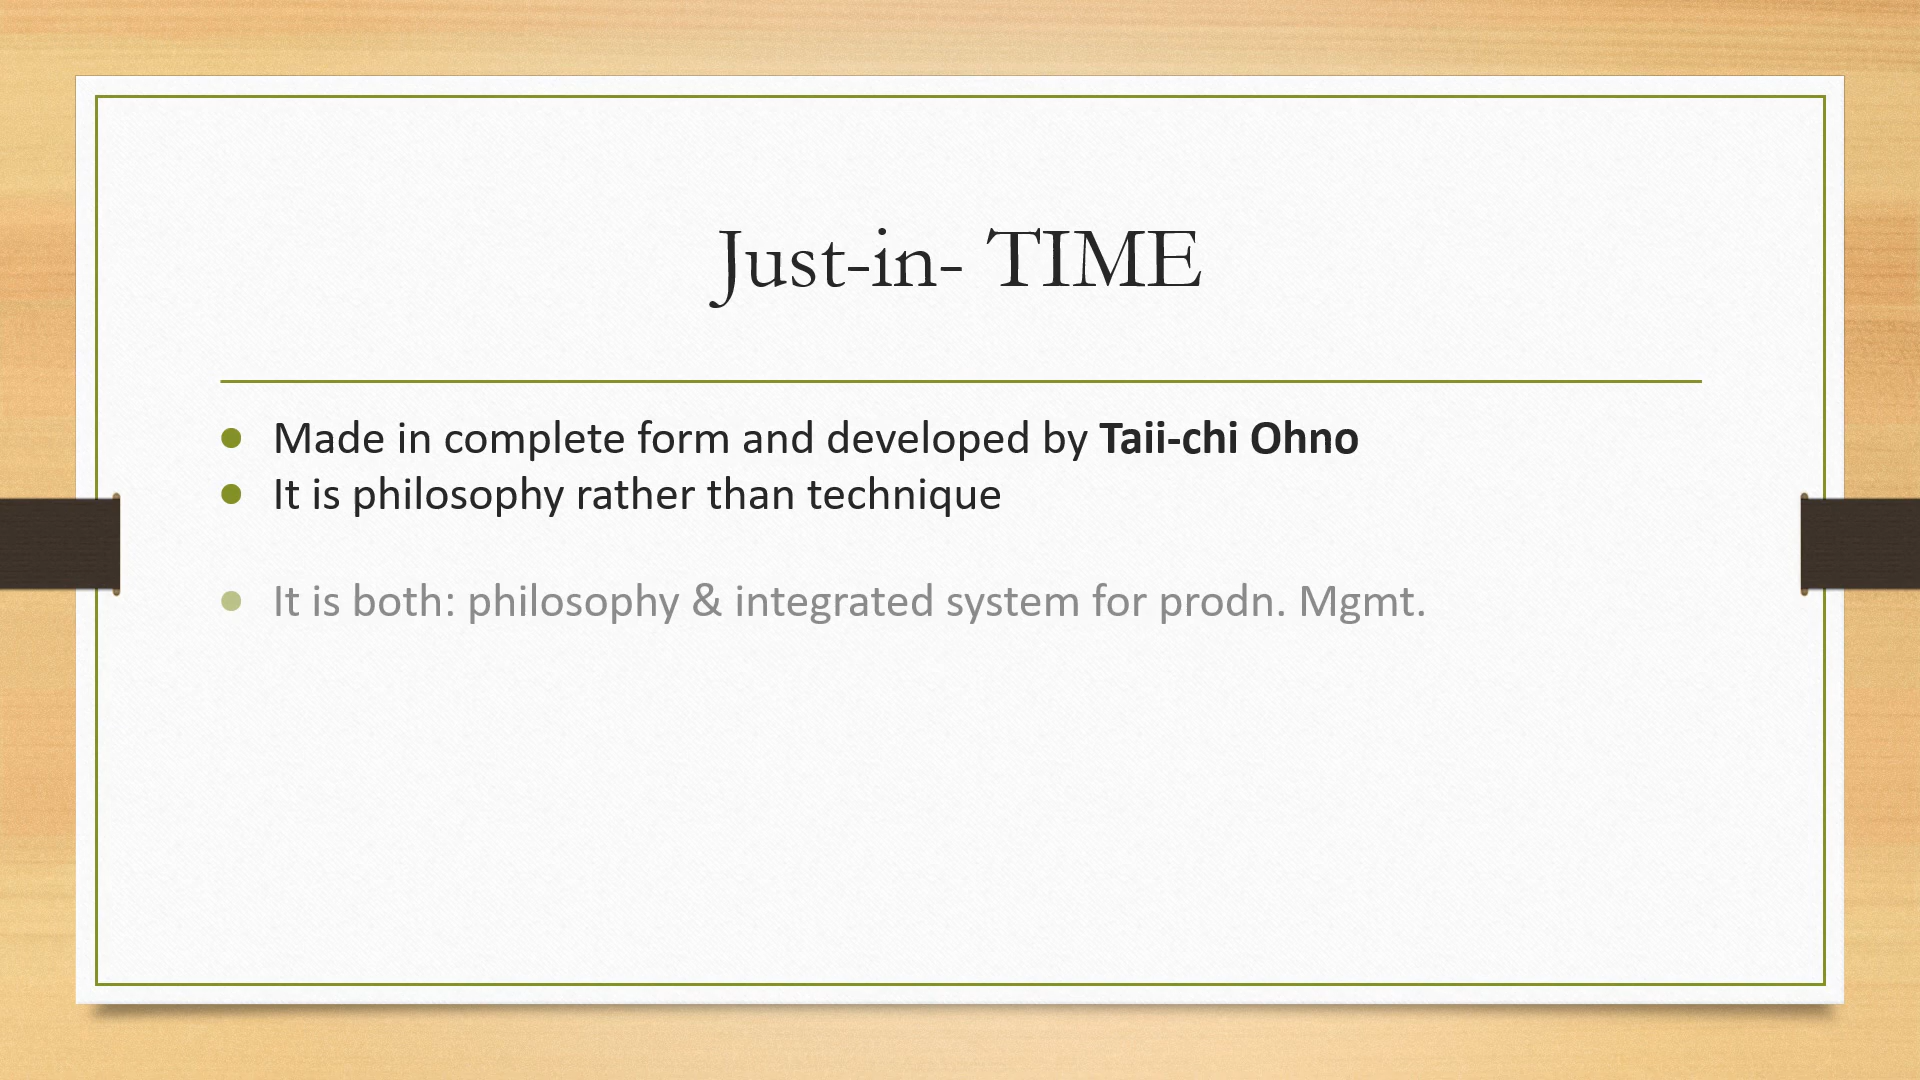 Just-in- TIME
Made in complete form and developed by Taii-chi Ohno
It is philosophy rather than technique
It is both: philosophy & integrated system for prodn. Mgmt.